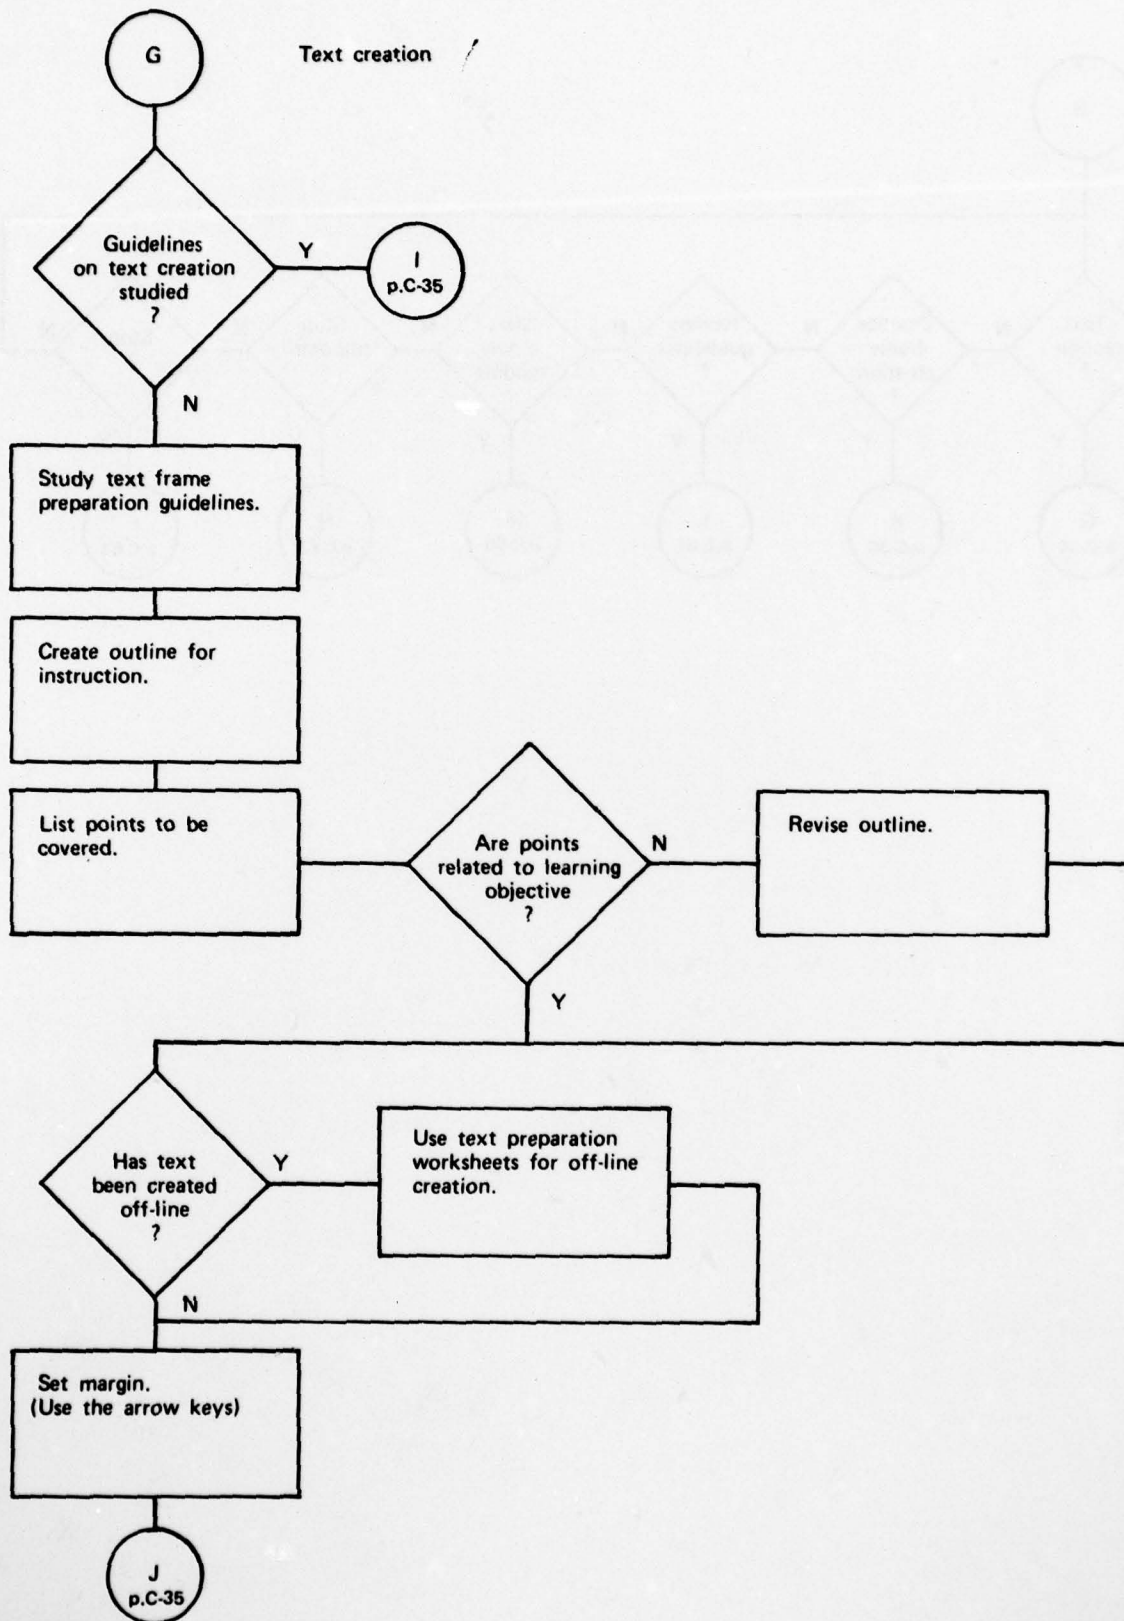 G
Text creation
Guidelines
on text creation
studied
?
Y
I
p.C-35
N
Study text frame
preparation guidelines.
Create outline for
instruction.
List points to be
covered.
Are points
related to learning
objective
?
N
Revise outline.
Y
Has text
been created
off-line
?
Y
Use text preparation
worksheets for off-line
creation.
N
Set margin.
(Use the arrow keys)
J
p.C-35